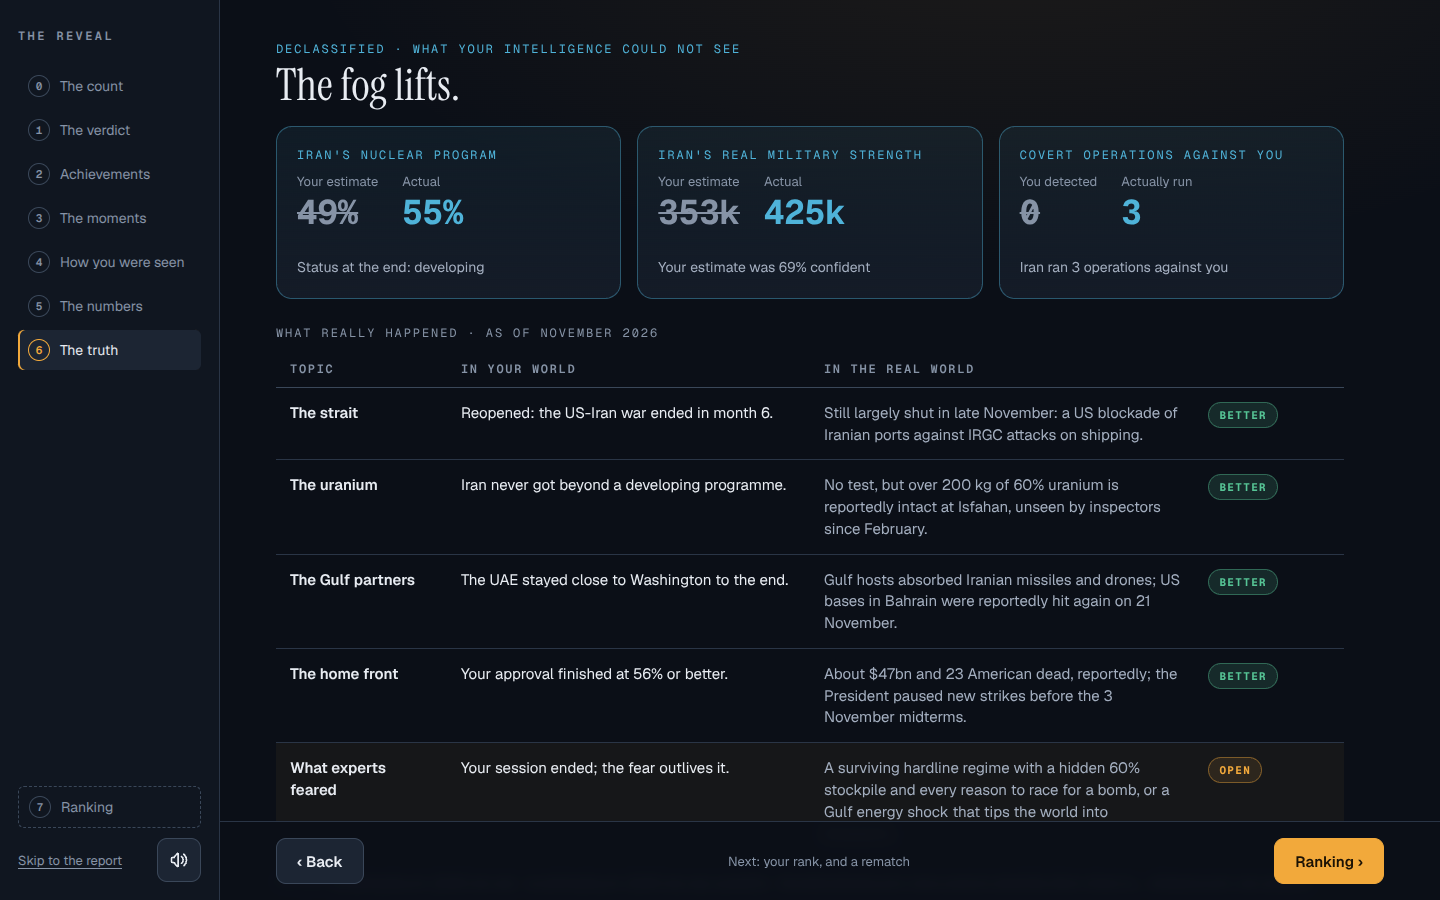 THE REVEAL
0 The count
1 The verdict
2 Achievements
3 The moments
4 How you were seen
5 The numbers
6 The truth
7 Ranking
Skip to the report
DECLASSIFIED · WHAT YOUR INTELLIGENCE COULD NOT SEE
The fog lifts.
IRAN'S NUCLEAR PROGRAM
Your estimate Actual
49% 55%
Status at the end: developing
IRAN'S REAL MILITARY STRENGTH
Your estimate Actual
353k 425k
Your estimate was 69% confident
COVERT OPERATIONS AGAINST YOU
You detected Actually run
0 3
Iran ran 3 operations against you
WHAT REALLY HAPPENED · AS OF NOVEMBER 2026
TOPIC IN YOUR WORLD IN THE REAL WORLD
The strait
Reopened: the US-Iran war ended in month 6.
Still largely shut in late November: a US blockade of
Iranian ports against IRGC attacks on shipping.
BETTER
The uranium
Iran never got beyond a developing programme.
No test, but over 200 kg of 60% uranium is
reportedly intact at Isfahan, unseen by inspectors
since February.
BETTER
The Gulf partners
The UAE stayed close to Washington to the end.
Gulf hosts absorbed Iranian missiles and drones; US
bases in Bahrain were reportedly hit again on 21
November.
BETTER
The home front
Your approval finished at 56% or better.
About $47bn and 23 American dead, reportedly; the
President paused new strikes before the 3
November midterms.
BETTER
What experts
feared
Your session ended; the fear outlives it.
A surviving hardline regime with a hidden 60%
stockpile and every reason to race for a bomb, or a
Gulf energy shock that tips the world into
OPEN
‹ Back
Next: your rank, and a rematch
Ranking ›